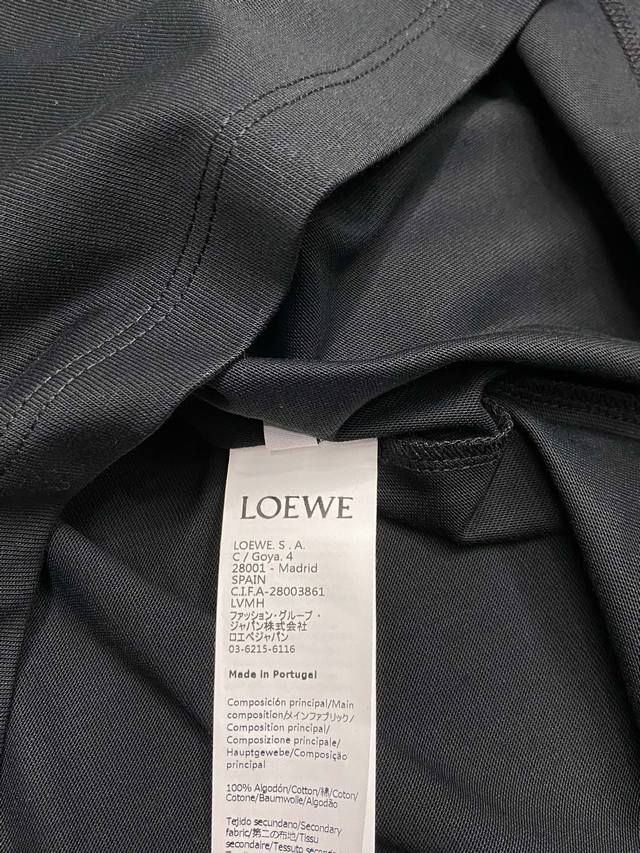 LOEWE
LOEWE. S . A.
C / Goya. 4
28001 - Madrid
SPAIN
C.I.F.A-28003861
LVMH
ファッション・グループ・
ジャパン株式会社
ロエベジャパン
03-6215-6116
Made in Portugal
Composición principal/Main
composition/メインファブリック/
Composition principal/
Composizione principale/
Hauptgewebe/Composição
principal
100% Algodón/Cotton/綿/Coton/
Cotone/Baumwolle/Algodão
Tejido secundano/Secondary
fabric/第二の布地/Tissu
secondaire/Tessuto secondario